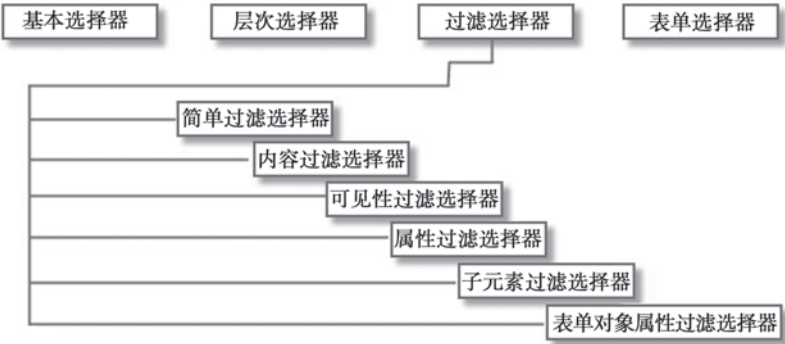 基本选择器 层次选择器 过滤选择器 表单选择器
简单过滤选择器
内容过滤选择器
可见性过滤选择器
属性过滤选择器
子元素过滤选择器
表单对象属性过滤选择器